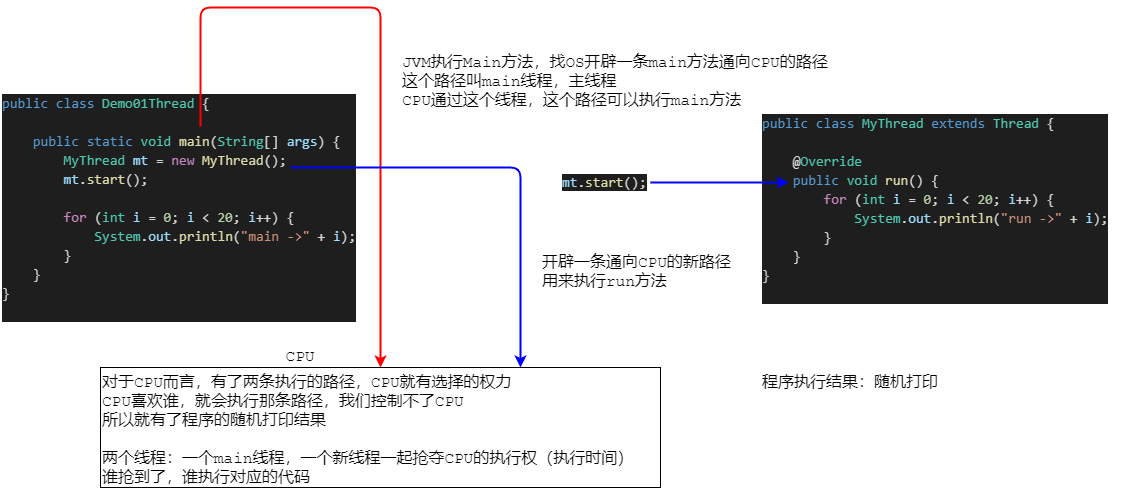 JVM执行Main方法，找OS开辟一条main方法通向CPU的路径
这个路径叫main线程，主线程
CPU通过这个线程，这个路径可以执行main方法
public class Demo01Thread {
public static void main(String[] args) {
MyThread mt = new MyThread();
mt.start();
for (int i = 0; i < 20; i++) {
System.out.println("main ->" + i);
}
}
}
mt.start();
public class MyThread extends Thread {
@Override
public void run() {
for (int i = 0; i < 20; i++) {
System.out.println("run ->" + i);
}
}
}
开辟一条通向CPU的新路径
用来执行run方法
CPU
对于CPU而言，有了两条执行的路径，CPU就有选择的权力
CPU喜欢谁，就会执行那条路径，我们控制不了CPU
所以就有了程序的随机打印结果
两个线程：一个main线程，一个新线程一起抢夺CPU的执行权（执行时间）
谁抢到了，谁执行对应的代码
程序执行结果：随机打印